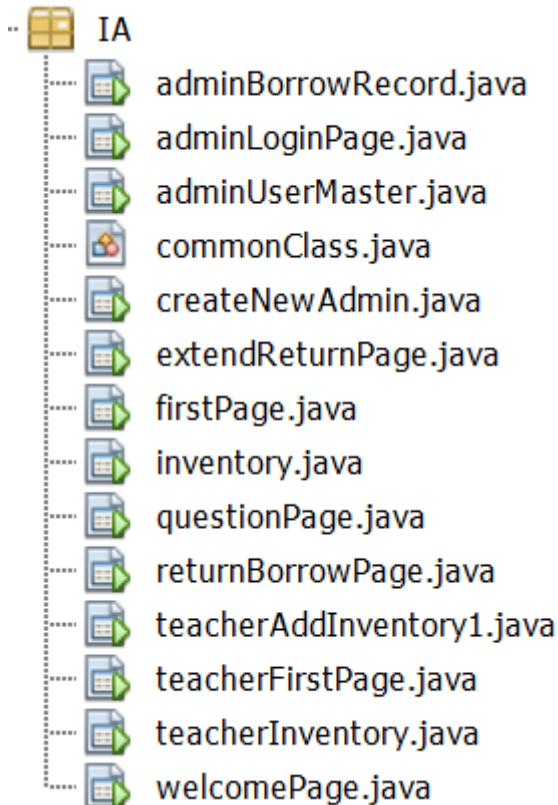 IA
adminBorrowRecord.java
adminLoginPage.java
adminUserMaster.java
commonClass.java
createNewAdmin.java
extendReturnPage.java
firstPage.java
inventory.java
questionPage.java
returnBorrowPage.java
teacherAddInventory1.java
teacherFirstPage.java
teacherInventory.java
welcomePage.java